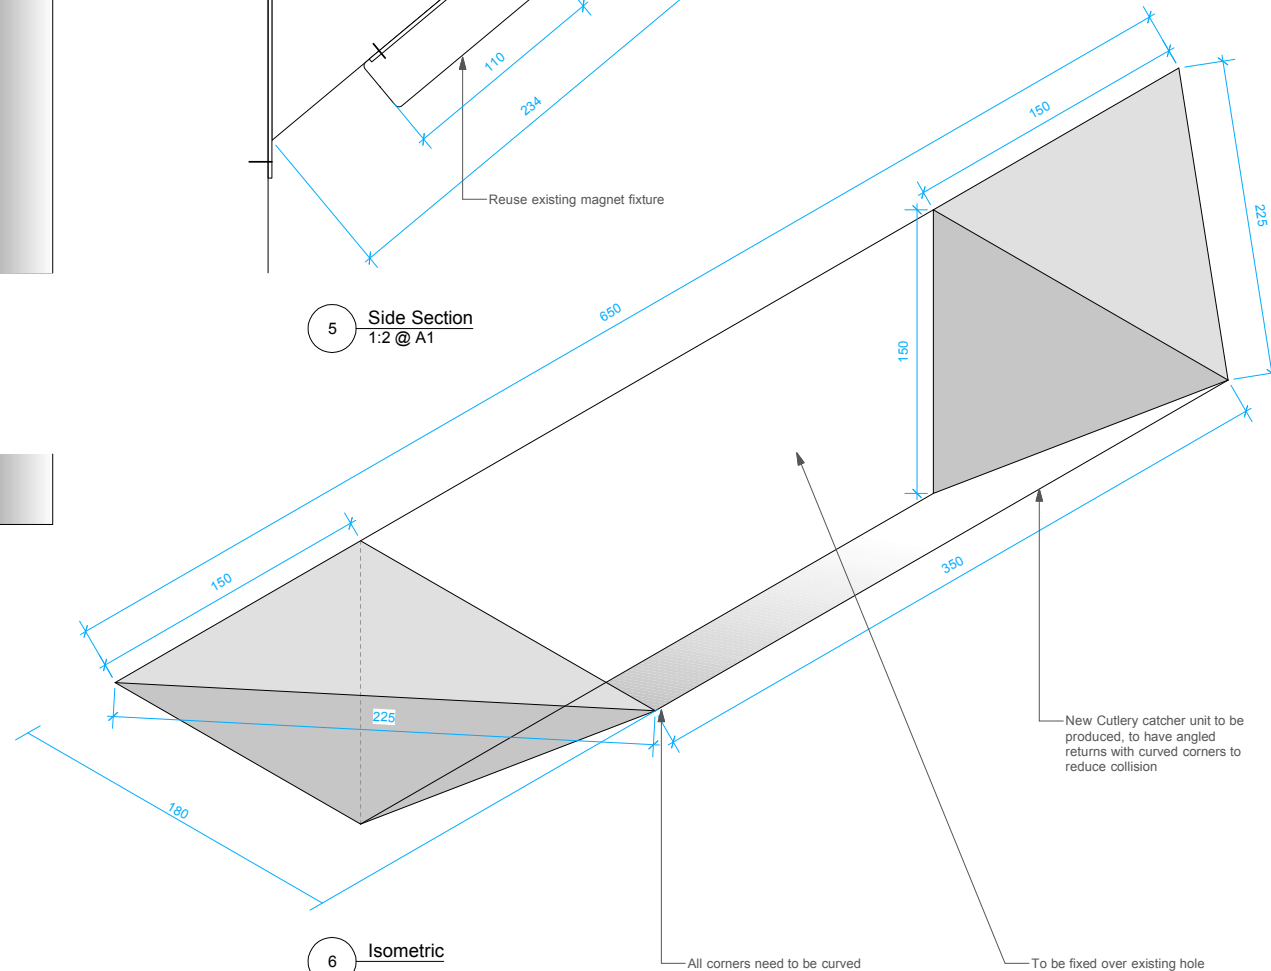 110
234
150
Reuse existing magnet fixture
225
650
5
Side Section
1:2 @ A1
150
350
150
225
New Cutlery catcher unit to be
produced, to have angled
returns with curved corners to
reduce collision
180
6
Isometric
All corners need to be curved
To be fixed over existing hole